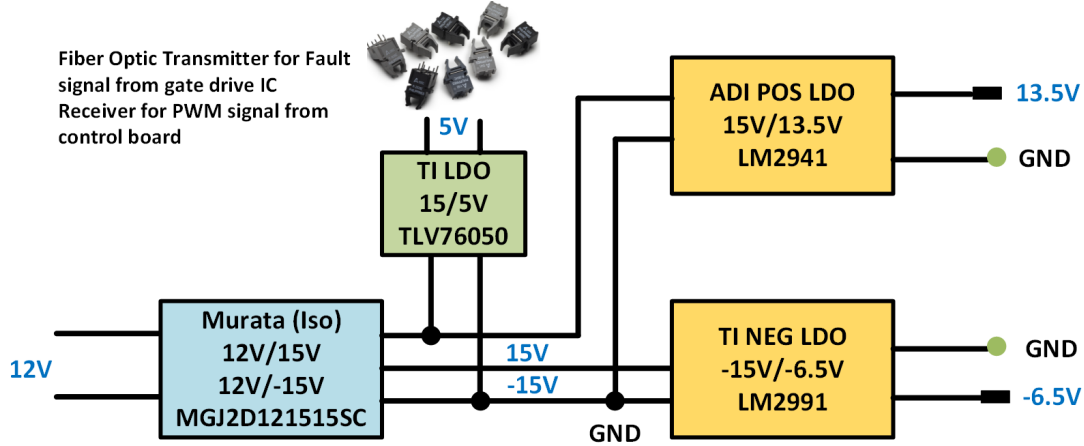 Fiber Optic Transmitter for Fault
signal from gate drive IC
Receiver for PWM signal from
control board
5V
TI LDO
15/5V
TLV76050
ADI POS LDO
15V/13.5V
LM2941
13.5V
GND
12V
Murata (Iso)
12V/15V
12V/-15V
MGJ2D121515SC
15V
-15V
GND
TI NEG LDO
-15V/-6.5V
LM2991
GND
-6.5V